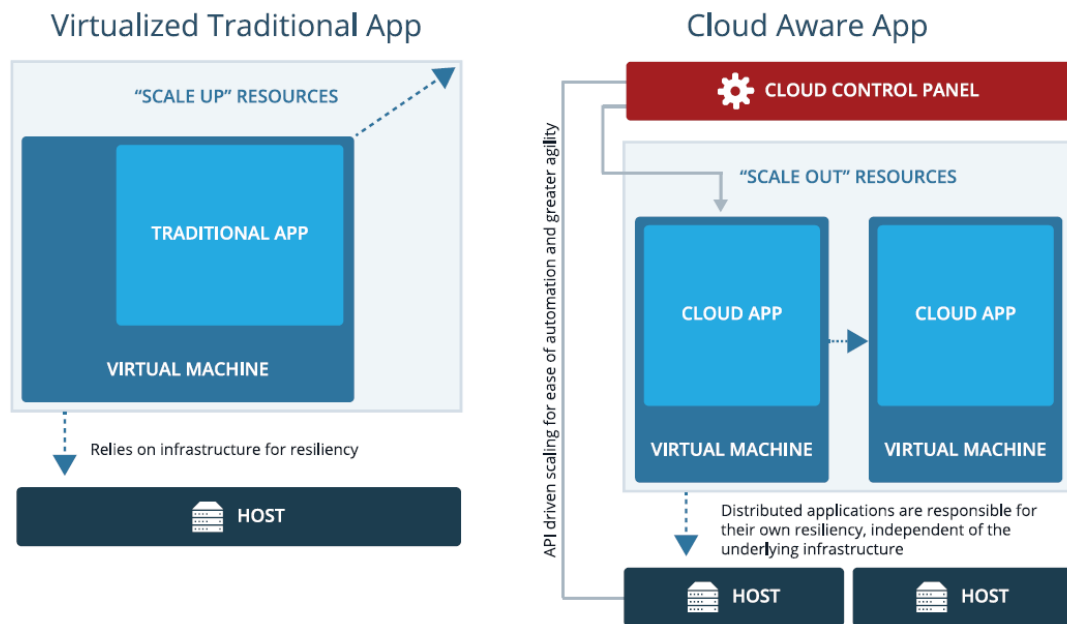 Virtualized Traditional App
“SCALE UP” RESOURCES
TRADITIONAL APP
VIRTUAL MACHINE
Relies on infrastructure for resiliency
HOST
Cloud Aware App
CLOUD CONTROL PANEL
API driven scaling for ease of automation and greater agility
“SCALE OUT” RESOURCES
CLOUD APP
CLOUD APP
VIRTUAL MACHINE
VIRTUAL MACHINE
Distributed applications are responsible for
their own resiliency, independent of the
underlying infrastructure
HOST
HOST